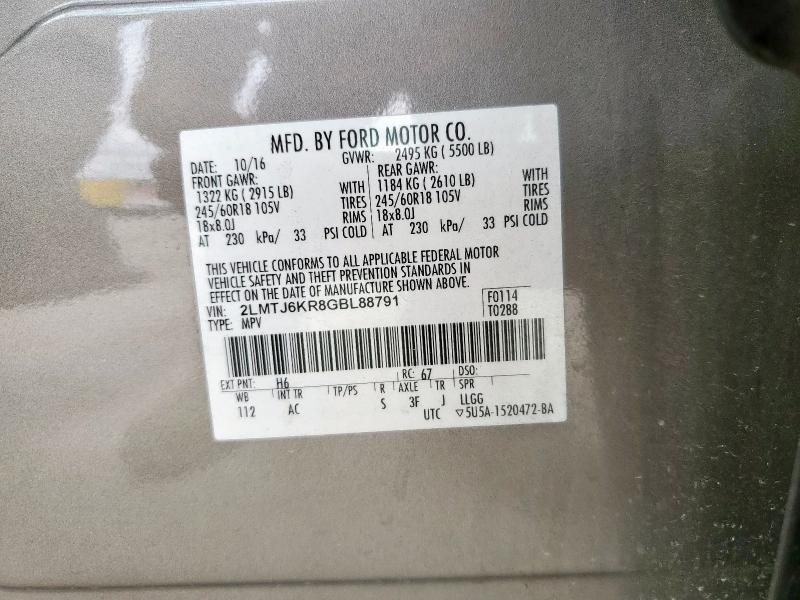 MFD. BY FORD MOTOR CO.
DATE: 10/16 GVWR: 2495 KG ( 5500 LB)
FRONT GAWR: REAR GAWR:
1322 KG ( 2915 LB) WITH 1184 KG ( 2610 LB) WITH
245/60R18 105V TIRES 245/60R18 105V TIRES
18x8.0J RIMS 18x8.0J RIMS
AT 230 kPa/ 33 PSI COLD AT 230 kPa/ 33 PSI COLD
THIS VEHICLE CONFORMS TO ALL APPLICABLE FEDERAL MOTOR
VEHICLE SAFETY AND THEFT PREVENTION STANDARDS IN
EFFECT ON THE DATE OF MANUFACTURE SHOWN ABOVE.
VIN: 2LMTJ6KR8GBL88791 F0114
TYPE: MPV T0288
EXT PNT: H6 RC: 67 DSO:
WB INT TR TP/PS R AXLE TR SPR
112 AC S 3F J LLGG
UTC ▽5U5A-1520472-BA